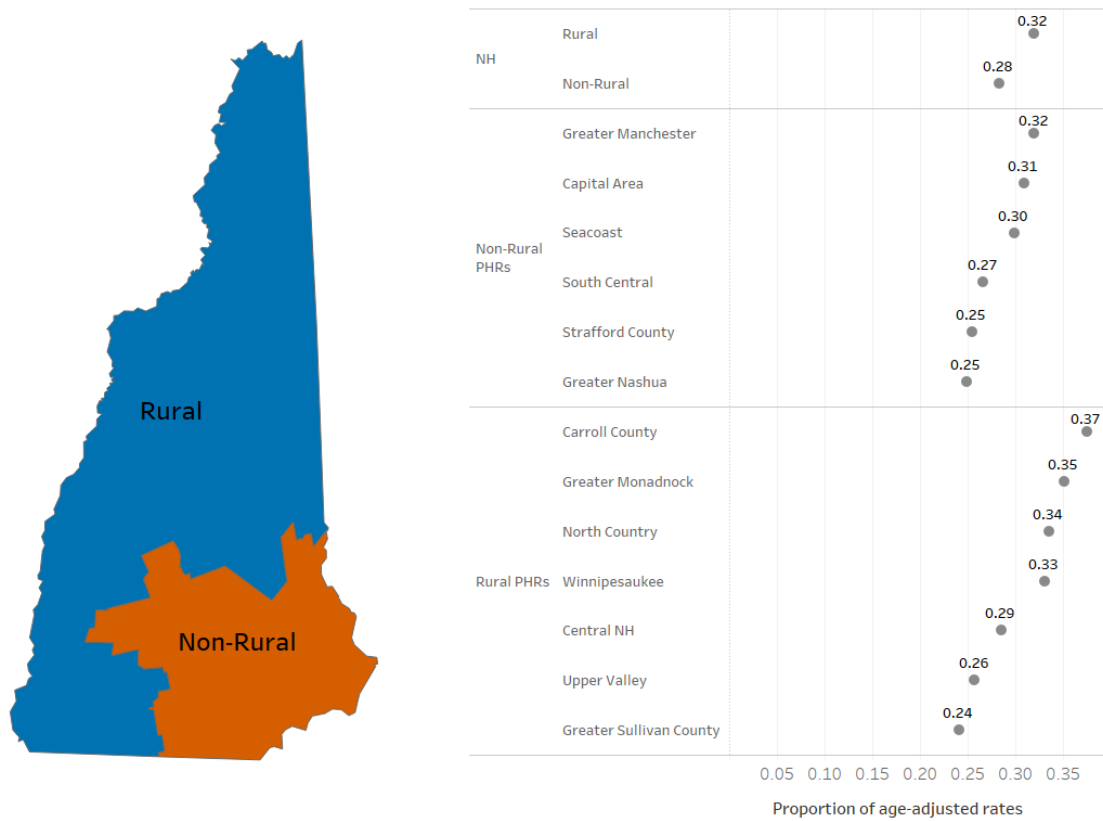 Rural
Non-Rural
NH
Rural
0.32
Non-Rural
0.28
Non-Rural
PHRs
Greater Manchester
0.32
Capital Area
0.31
Seacoast
0.30
South Central
0.27
Strafford County
0.25
Greater Nashua
0.25
Rural PHRs
Carroll County
0.37
Greater Monadnock
0.35
North Country
0.34
Winnipesaukee
0.33
Central NH
0.29
Upper Valley
0.26
Greater Sullivan County
0.24
0.05 0.10 0.15 0.20 0.25 0.30 0.35
Proportion of age-adjusted rates